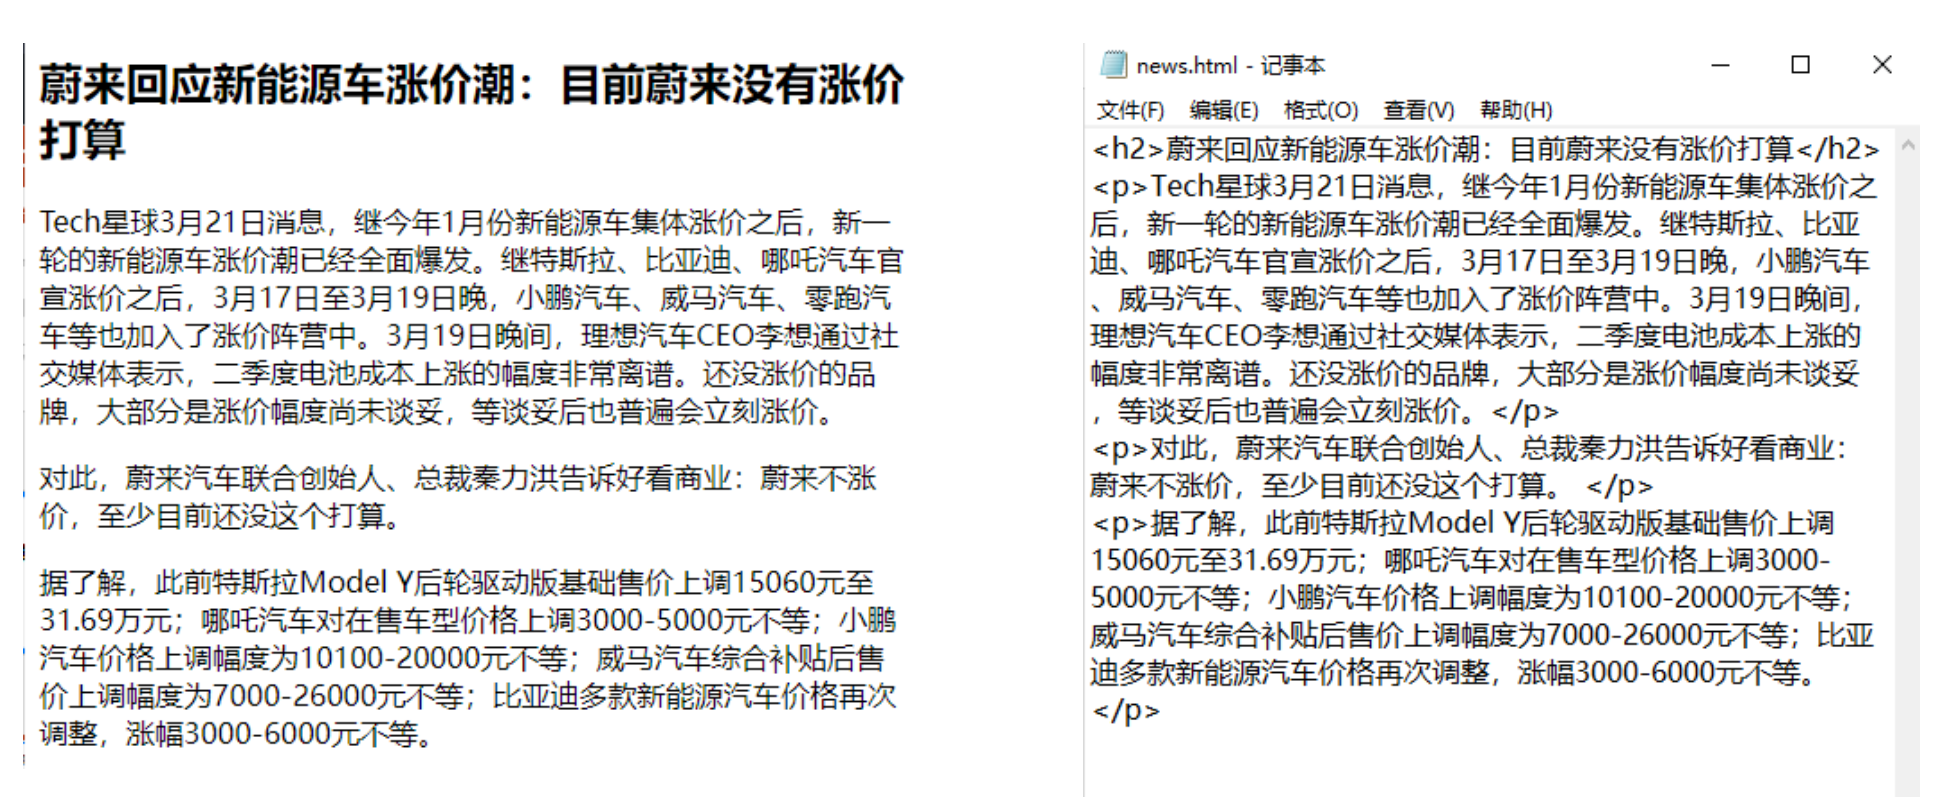 蔚来回应新能源车涨价潮：目前蔚来没有涨价
打算
Tech星球3月21日消息，继今年1月份新能源车集体涨价之后，新一
轮的新能源车涨价潮已经全面爆发。继特斯拉、比亚迪、哪吒汽车官
宣涨价之后，3月17日至3月19日晚，小鹏汽车、威马汽车、零跑汽
车等也加入了涨价阵营中。3月19日晚间，理想汽车CEO李想通过社
交媒体表示，二季度电池成本上涨的幅度非常离谱。还没涨价的品
牌，大部分是涨价幅度尚未谈妥，等谈妥后也普遍会立刻涨价。
对此，蔚来汽车联合创始人、总裁秦力洪告诉好看商业：蔚来不涨
价，至少目前还没这个打算。
据了解，此前特斯拉Model Y后轮驱动版基础售价上调15060元至
31.69万元；哪吒汽车对在售车型价格上调3000-5000元不等；小鹏
汽车价格上调幅度为10100-20000元不等；威马汽车综合补贴后售
价上调幅度为7000-26000元不等；比亚迪多款新能源汽车价格再次
调整，涨幅3000-6000元不等。
news.html - 记事本
文件(F) 编辑(E) 格式(O) 查看(V) 帮助(H)
<h2>蔚来回应新能源车涨价潮：目前蔚来没有涨价打算</h2>
<p>Tech星球3月21日消息，继今年1月份新能源车集体涨价之
后，新一轮的新能源车涨价潮已经全面爆发。继特斯拉、比亚
迪、哪吒汽车官宣涨价之后，3月17日至3月19日晚，小鹏汽车
、威马汽车、零跑汽车等也加入了涨价阵营中。3月19日晚间，
理想汽车CEO李想通过社交媒体表示，二季度电池成本上涨的
幅度非常离谱。还没涨价的品牌，大部分是涨价幅度尚未谈妥
，等谈妥后也普遍会立刻涨价。</p>
<p>对此，蔚来汽车联合创始人、总裁秦力洪告诉好看商业：
蔚来不涨价，至少目前还没这个打算。 </p>
<p>据了解，此前特斯拉Model Y后轮驱动版基础售价上调
15060元至31.69万元；哪吒汽车对在售车型价格上调3000-
5000元不等；小鹏汽车价格上调幅度为10100-20000元不等；
威马汽车综合补贴后售价上调幅度为7000-26000元不等；比亚
迪多款新能源汽车价格再次调整，涨幅3000-6000元不等。
</p>